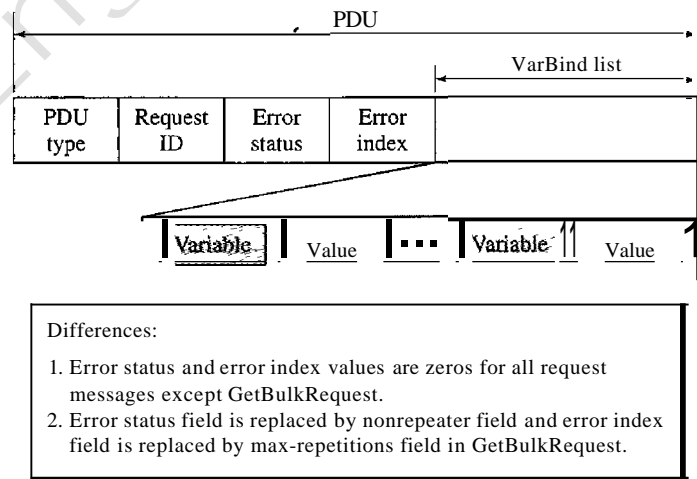 PDU
VarBind list
PDU type
Request ID
Error status
Error index
Variable Value ... Variable Value
Differences:
1. Error status and error index values are zeros for all request
messages except GetBulkRequest.
2. Error status field is replaced by nonrepeater field and error index
field is replaced by max-repetitions field in GetBulkRequest.